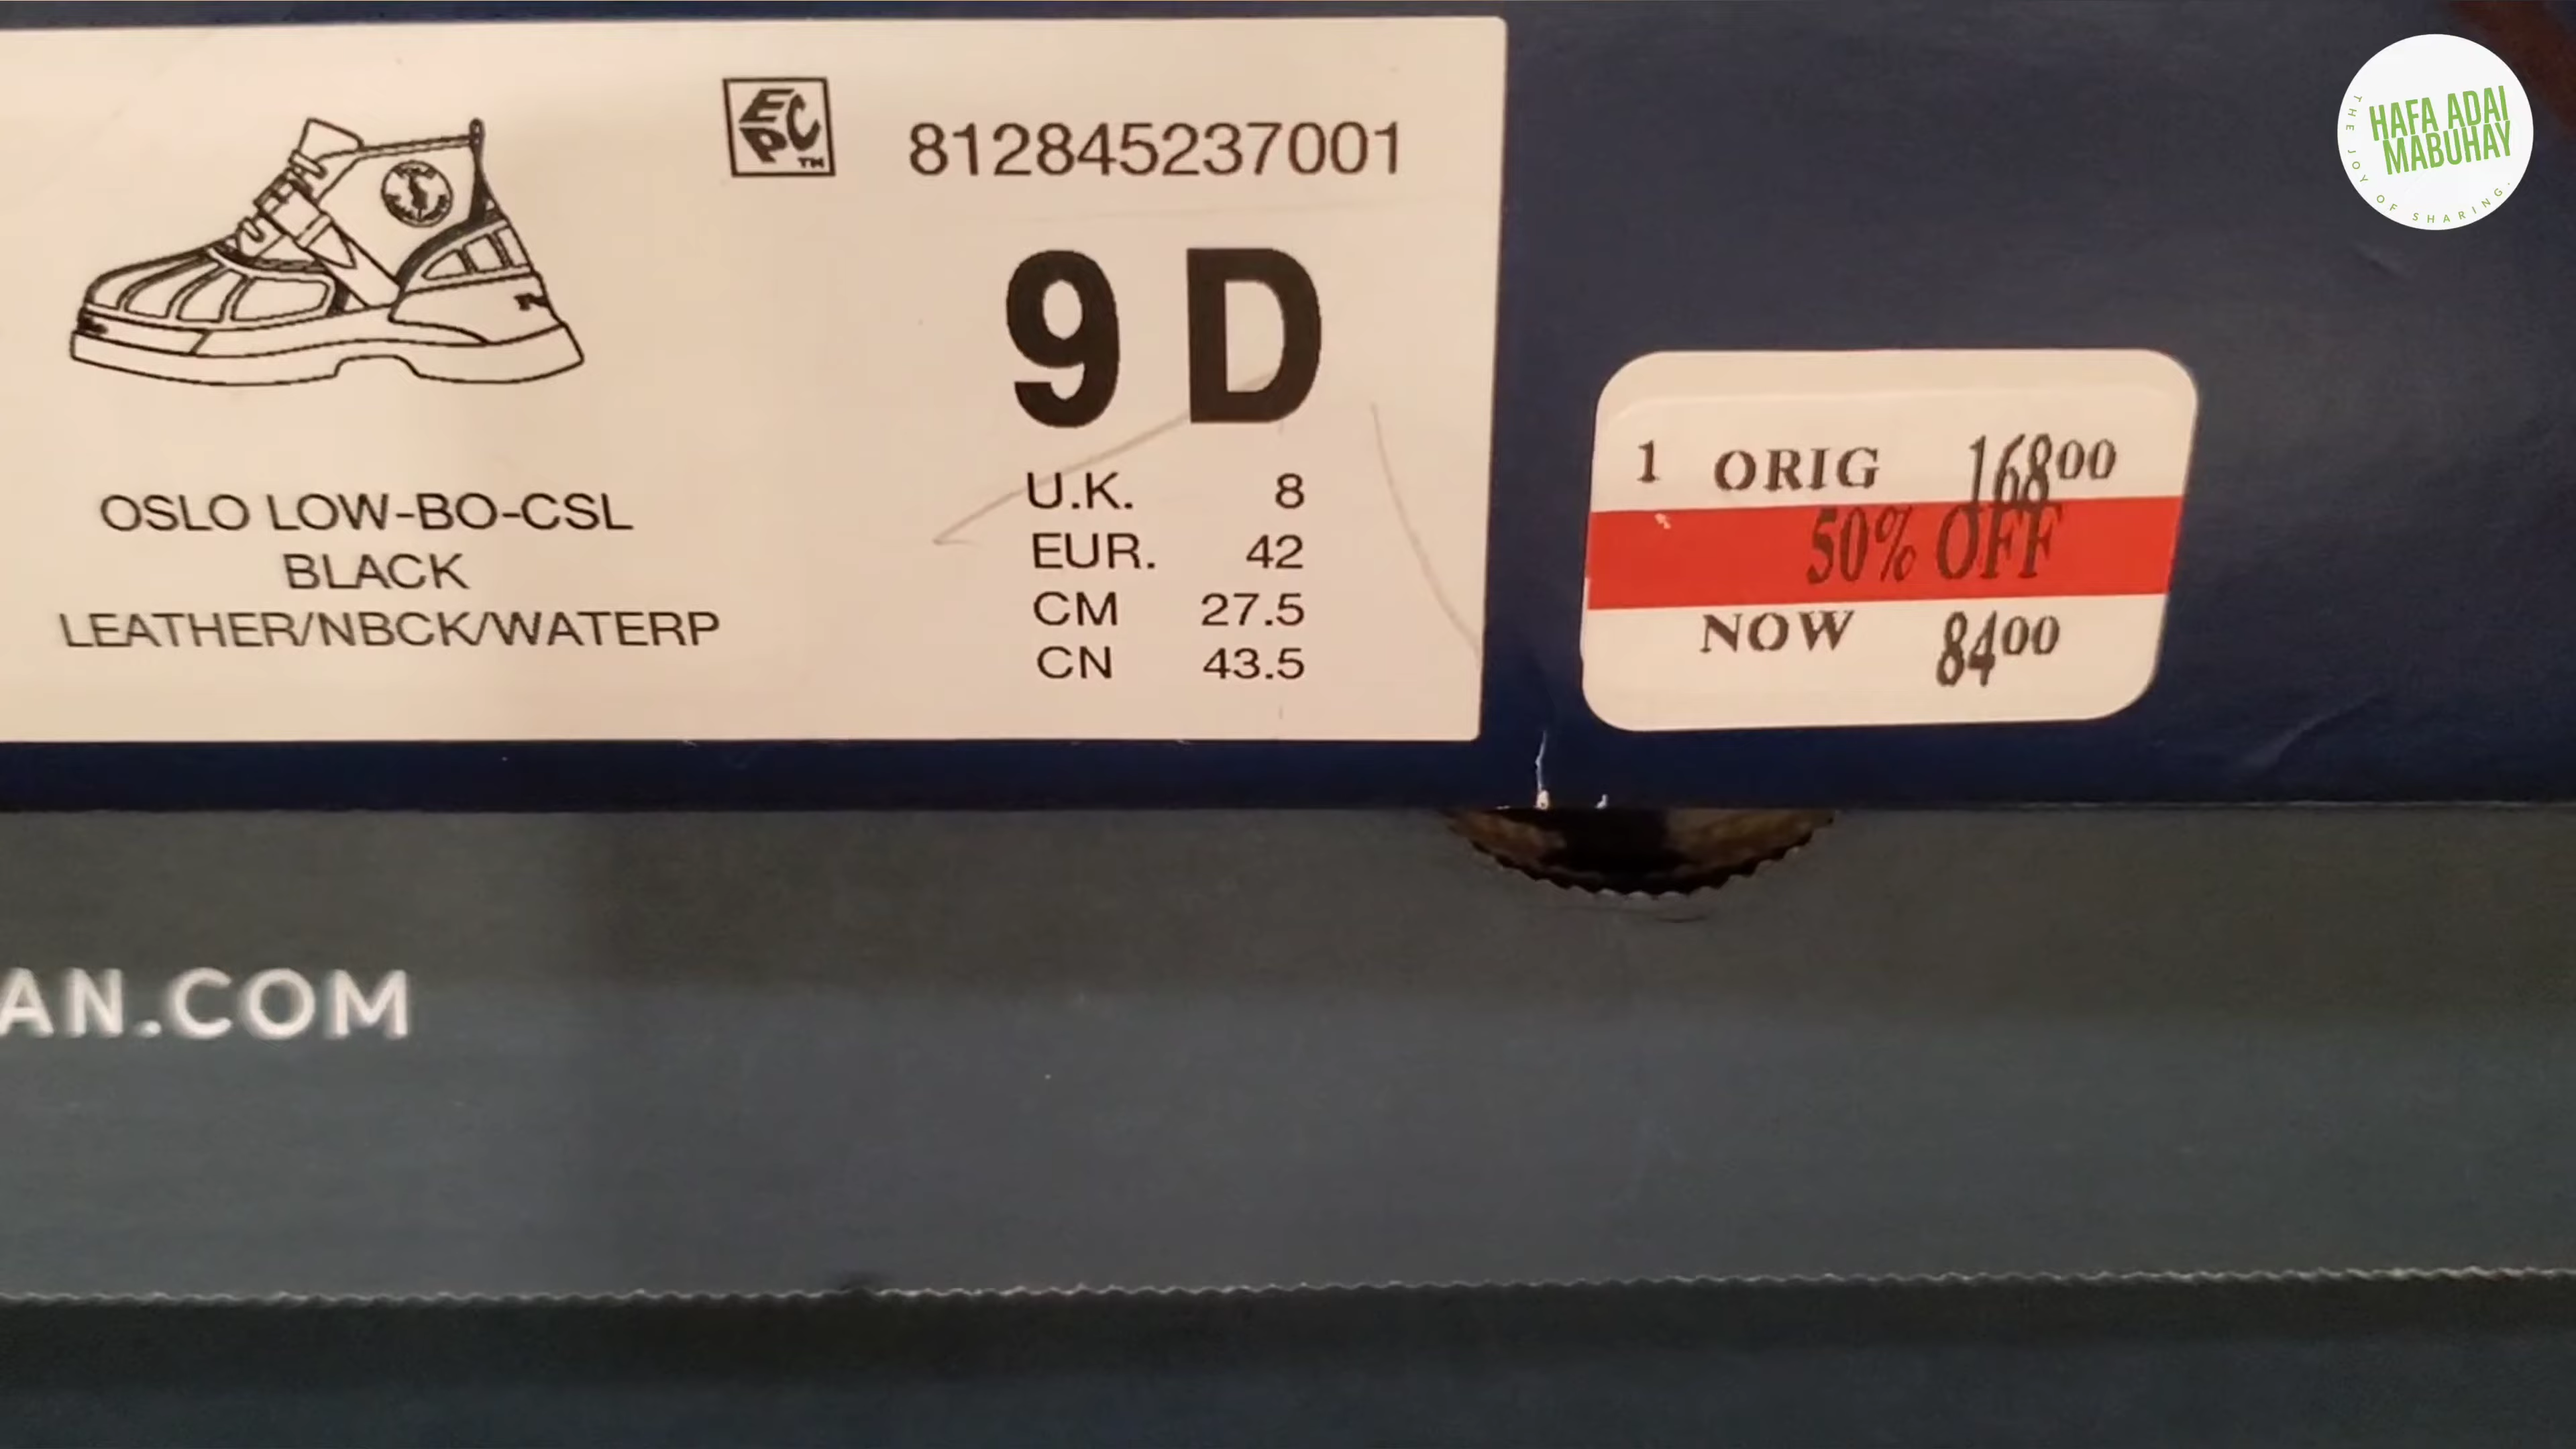 EPC™
812845237001
9 D
U.K. 8
EUR. 42
CM 27.5
CN 43.5
OSLO LOW-BO-CSL
BLACK
LEATHER/NBCK/WATERP
1 ORIG 168 00
50% OFF
NOW 84 00
AN.COM
HAFA ADAI
MABUHAY
THE JOY OF SHARING.